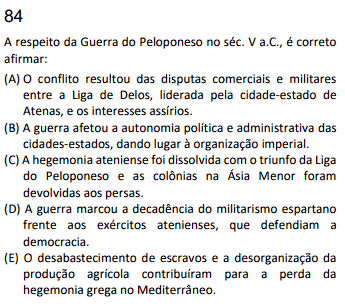 84
A respeito da Guerra do Peloponeso no séc. V a.C., é correto
afirmar:
(A) O conflito resultou das disputas comerciais e militares
entre a Liga de Delos, liderada pela cidade-estado de
Atenas, e os interesses assírios.
(B) A guerra afetou a autonomia política e administrativa das
cidades-estados, dando lugar à organização imperial.
(C) A hegemonia ateniense foi dissolvida com o triunfo da Liga
do Peloponeso e as colônias na Ásia Menor foram
devolvidas aos persas.
(D) A guerra marcou a decadência do militarismo espartano
frente aos exércitos atenienses, que defendiam a
democracia.
(E) O desabastecimento de escravos e a desorganização da
produção agrícola contribuíram para a perda da
hegemonia grega no Mediterrâneo.